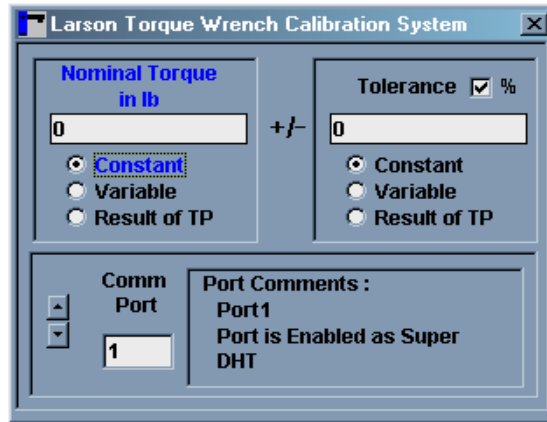 Larson Torque Wrench Calibration System
Nominal Torque
in lb
0
Constant
Variable
Result of TP
+/-
Tolerance %
0
Constant
Variable
Result of TP
Comm
Port
1
Port Comments :
Port1
Port is Enabled as Super
DHT